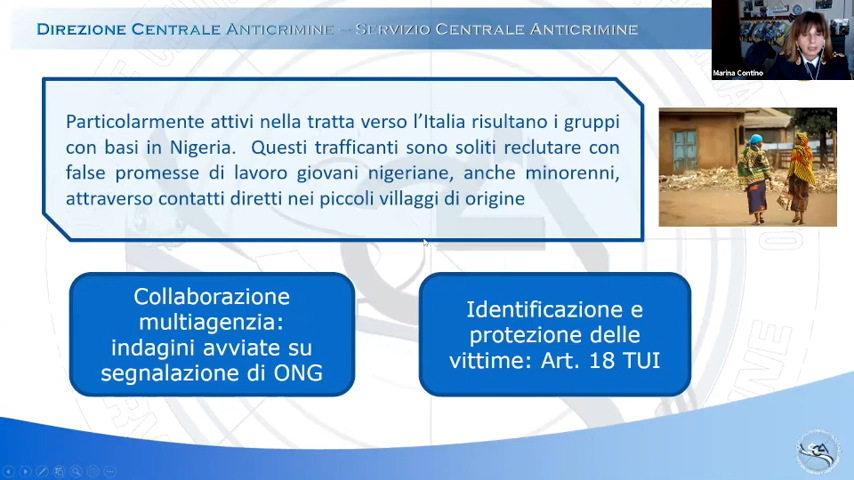 DIREZIONE CENTRALE ANTICRIMINE – SERVIZIO CENTRALE ANTICRIMINE
Marina Contino
Particolarmente attivi nella tratta verso l'Italia risultano i gruppi
con basi in Nigeria. Questi trafficanti sono soliti reclutare con
false promesse di lavoro giovani nigeriane, anche minorenni,
attraverso contatti diretti nei piccoli villaggi di origine
Collaborazione
multiagenzia:
indagini avviate su
segnalazione di ONG
Identificazione e
protezione delle
vittime: Art. 18 TUI